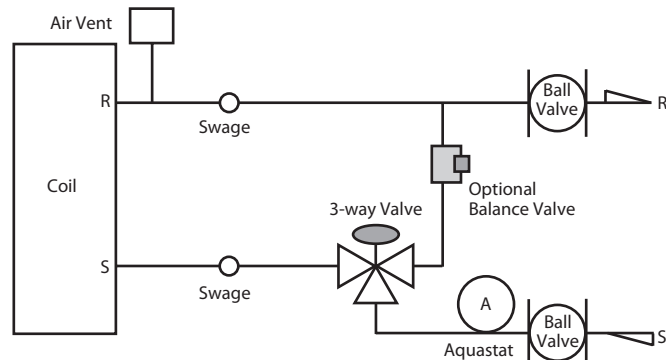 Air Vent
R
Swage
Ball
Valve
R
Coil
Optional
Balance Valve
3-way Valve
S
Swage
A
Aquastat
Ball
Valve
S